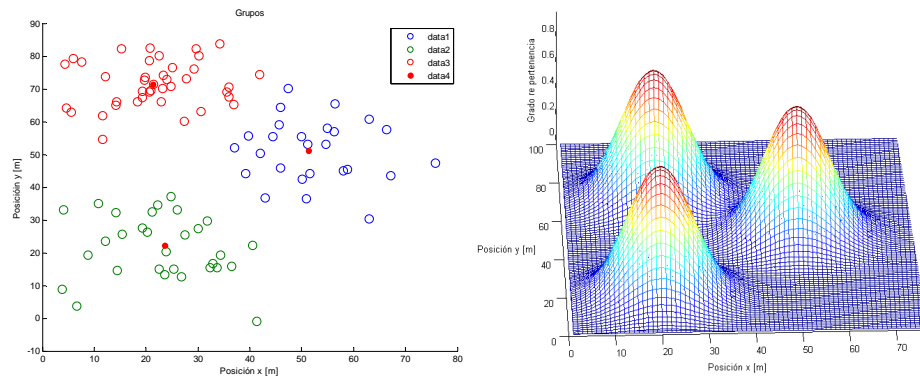 Grupos
90
80
70
60
50
40
30
20
10
0
-10
Posición y [m]
0 10 20 30 40 50 60 70 80
Posición x [m]
data1
data2
data3
data4
0.8
0.6
0.4
0.2
0
Grado re pertenencia
100
80
60
40
20
0
Posición y [m]
0 10 20 30 40 50 60 70
Posición x [m]